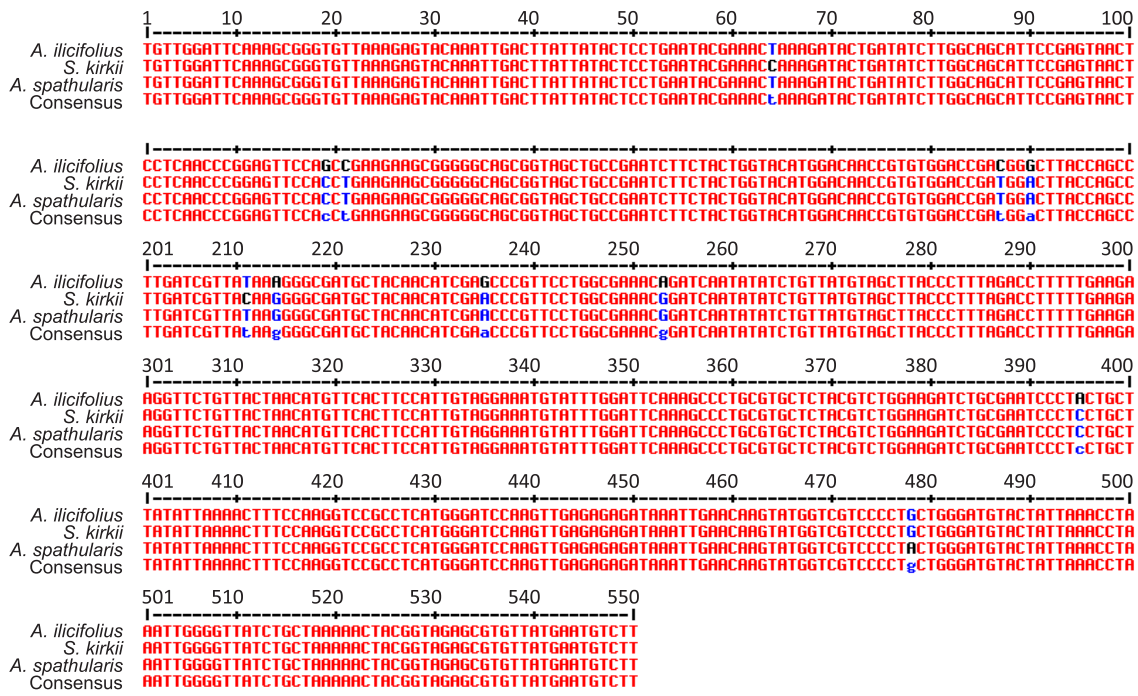 1 10 20 30 40 50 60 70 80 90 100
A. ilicifolius TGTTGGATTCAAAGCGGGTGTTAAAGAGTACAAATTGACTTATTATACTCCTGAATACGAAACTAAAGATACTGATATCTTGGCAGCATTCCGAGTAACT
S. kirkii TGTTGGATTCAAAGCGGGTGTTAAAGAGTACAAATTGACTTATTATACTCCTGAATACGAAACCAAAGATACTGATATCTTGGCAGCATTCCGAGTAACT
A. spathularis TGTTGGATTCAAAGCGGGTGTTAAAGAGTACAAATTGACTTATTATACTCCTGAATACGAAACTAAAGATACTGATATCTTGGCAGCATTCCGAGTAACT
Consensus TGTTGGATTCAAAGCGGGTGTTAAAGAGTACAAATTGACTTATTATACTCCTGAATACGAAACtAAAGATACTGATATCTTGGCAGCATTCCGAGTAACT
A. ilicifolius CCTCAACCCGGAGTTCCAGCCGAAGAAGCGGGGGCAGCGGTAGCTGCCGAATCTTCTACTGGTACATGGACAACCGTGTGGACCGACGGGCTTACCAGCC
S. kirkii CCTCAACCCGGAGTTCCACCTGAAGAAGCGGGGGCAGCGGTAGCTGCCGAATCTTCTACTGGTACATGGACAACCGTGTGGACCGATGGACTTACCAGCC
A. spathularis CCTCAACCCGGAGTTCCACCTGAAGAAGCGGGGGCAGCGGTAGCTGCCGAATCTTCTACTGGTACATGGACAACCGTGTGGACCGATGGACTTACCAGCC
Consensus CCTCAACCCGGAGTTCCAcCtGAAGAAGCGGGGGCAGCGGTAGCTGCCGAATCTTCTACTGGTACATGGACAACCGTGTGGACCGAtGGaCTTACCAGCC
201 210 220 230 240 250 260 270 280 290 300
A. ilicifolius TTGATCGTTATAAAGGGCGATGCTACAACATCGAGCCCGTTCCTGGCGAAACAGATCAATATATCTGTTATGTAGCTTACCCTTTAGACCTTTTTGAAGA
S. kirkii TTGATCGTTACAAGGGGCGATGCTACAACATCGAACCCGTTCCTGGCGAAACGGATCAATATATCTGTTATGTAGCTTACCCTTTAGACCTTTTTGAAGA
A. spathularis TTGATCGTTATAAGGGGCGATGCTACAACATCGAACCCGTTCCTGGCGAAACGGATCAATATATCTGTTATGTAGCTTACCCTTTAGACCTTTTTGAAGA
Consensus TTGATCGTTAtAAgGGGCGATGCTACAACATCGAaCCCGTTCCTGGCGAAACgGATCAATATATCTGTTATGTAGCTTACCCTTTAGACCTTTTTGAAGA
301 310 320 330 340 350 360 370 380 390 400
A. ilicifolius AGGTTCTGTTACTAACATGTTCACTTCCATTGTAGGAAATGTATTTGGATTCAAAGCCCTGCGTGCTCTACGTCTGGAAGATCTGCGAATCCCTACTGCT
S. kirkii AGGTTCTGTTACTAACATGTTCACTTCCATTGTAGGAAATGTATTTGGATTCAAAGCCCTGCGTGCTCTACGTCTGGAAGATCTGCGAATCCCTCCTGCT
A. spathularis AGGTTCTGTTACTAACATGTTCACTTCCATTGTAGGAAATGTATTTGGATTCAAAGCCCTGCGTGCTCTACGTCTGGAAGATCTGCGAATCCCTCCTGCT
Consensus AGGTTCTGTTACTAACATGTTCACTTCCATTGTAGGAAATGTATTTGGATTCAAAGCCCTGCGTGCTCTACGTCTGGAAGATCTGCGAATCCCTcCTGCT
401 410 420 430 440 450 460 470 480 490 500
A. ilicifolius TATATTAAAACTTTCCAAGGTCCGCCTCATGGGATCCAAGTTGAGAGAGATAAATTGAACAAGTATGGTCGTCCCCTGCTGGGATGTACTATTAAACCTA
S. kirkii TATATTAAAACTTTCCAAGGTCCGCCTCATGGGATCCAAGTTGAGAGAGATAAATTGAACAAGTATGGTCGTCCCCTGCTGGGATGTACTATTAAACCTA
A. spathularis TATATTAAAACTTTCCAAGGTCCGCCTCATGGGATCCAAGTTGAGAGAGATAAATTGAACAAGTATGGTCGTCCCCTACTGGGATGTACTATTAAACCTA
Consensus TATATTAAAACTTTCCAAGGTCCGCCTCATGGGATCCAAGTTGAGAGAGATAAATTGAACAAGTATGGTCGTCCCCTgCTGGGATGTACTATTAAACCTA
501 510 520 530 540 550
A. ilicifolius AATTGGGGTTATCTGCTAAAAACTACGGTAGAGCGTGTTATGAATGTCTT
S. kirkii AATTGGGGTTATCTGCTAAAAACTACGGTAGAGCGTGTTATGAATGTCTT
A. spathularis AATTGGGGTTATCTGCTAAAAACTACGGTAGAGCGTGTTATGAATGTCTT
Consensus AATTGGGGTTATCTGCTAAAAACTACGGTAGAGCGTGTTATGAATGTCTT